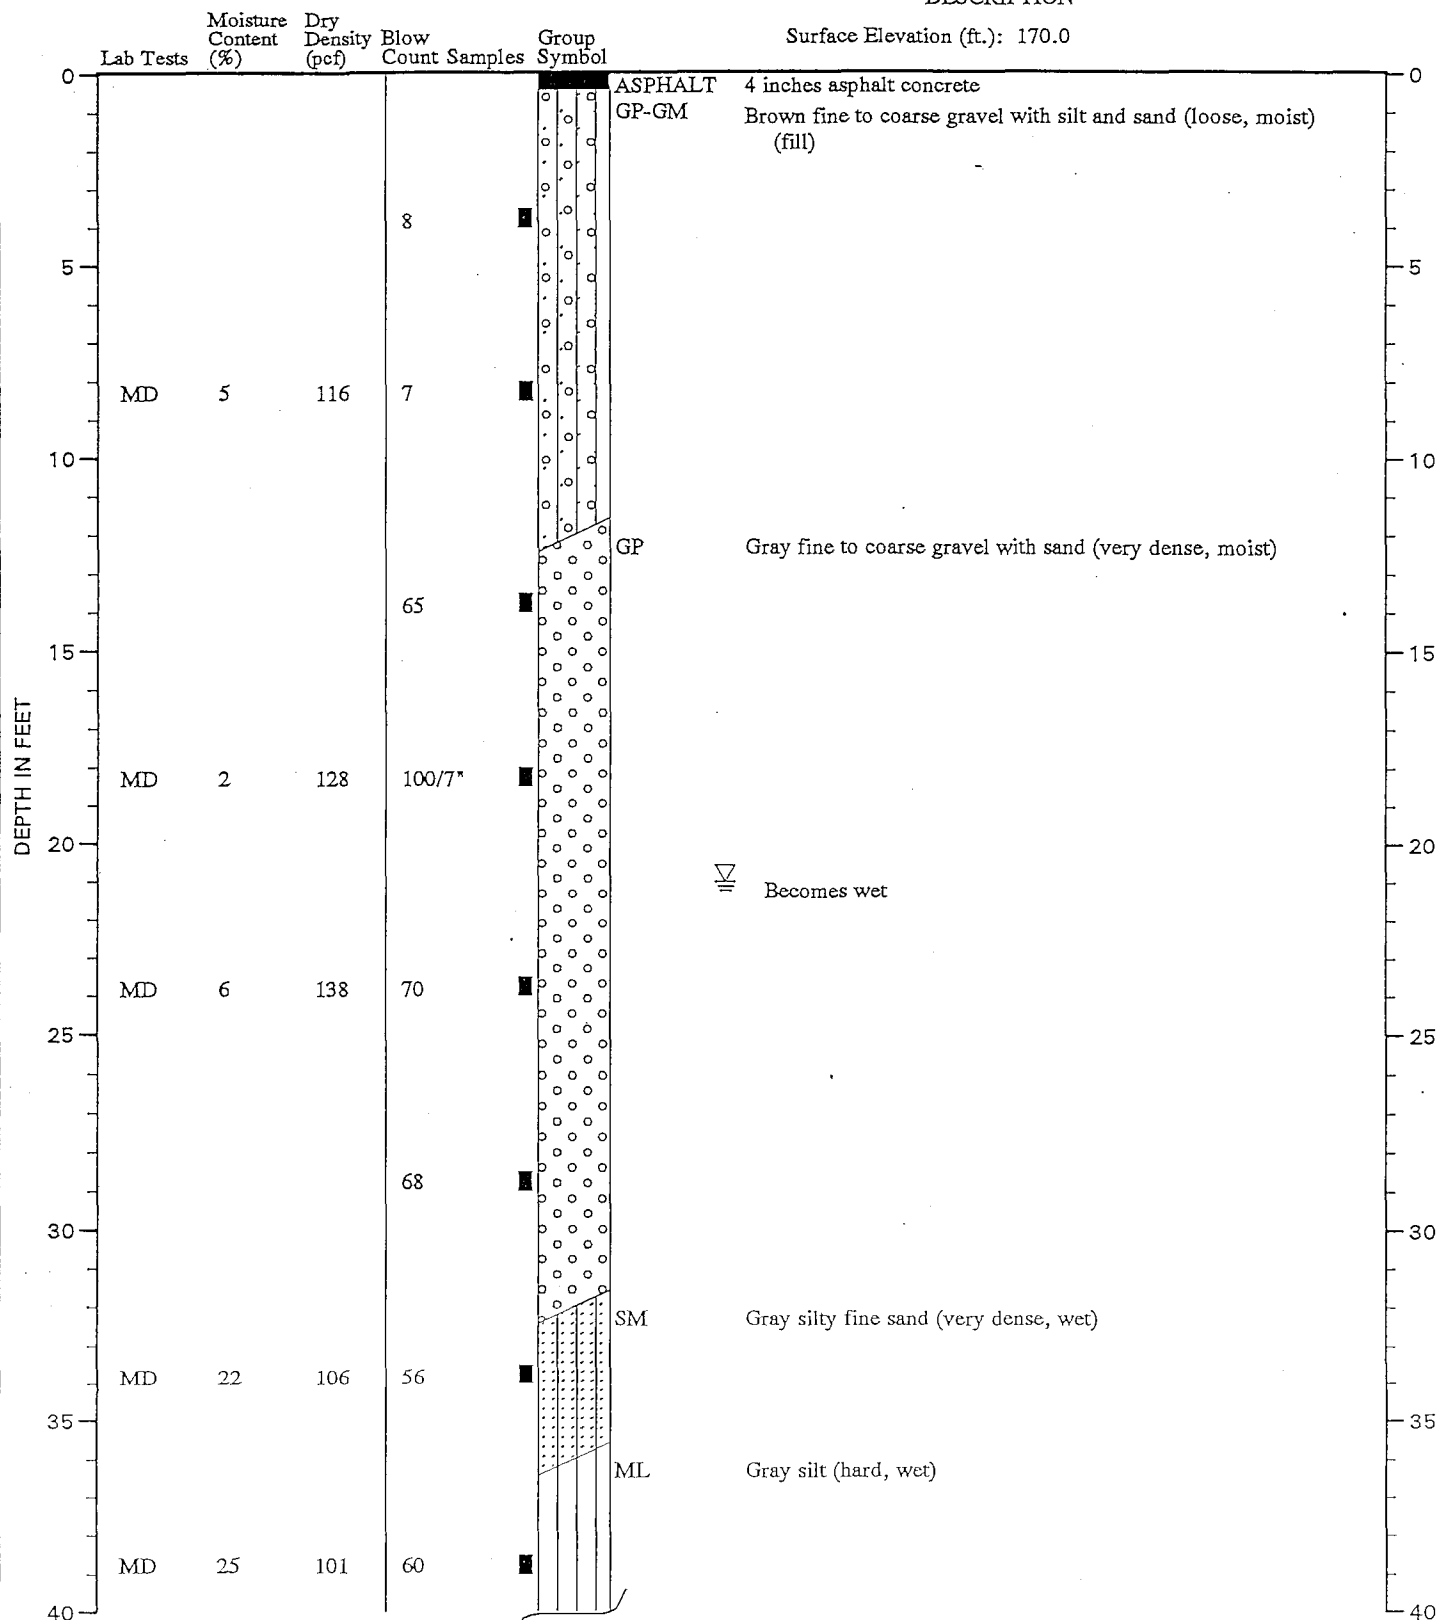 DESCRIPTION
Surface Elevation (ft.): 170.0
Lab Tests
Moisture
Content
(%)
Dry
Density
(pcf)
Blow
Count
Samples
Group
Symbol
0
ASPHALT 4 inches asphalt concrete
0
GP-GM Brown fine to coarse gravel with silt and sand (loose, moist)
(fill)
8
5
5
MD 5 116 7
10
10
GP Gray fine to coarse gravel with sand (very dense, moist)
65
15
15
DEPTH IN FEET
MD 2 128 100/7"
20
20
Becomes wet
MD 6 138 70
25
25
68
30
30
SM Gray silty fine sand (very dense, wet)
MD 22 106 56
35
35
ML Gray silt (hard, wet)
MD 25 101 60
40
40